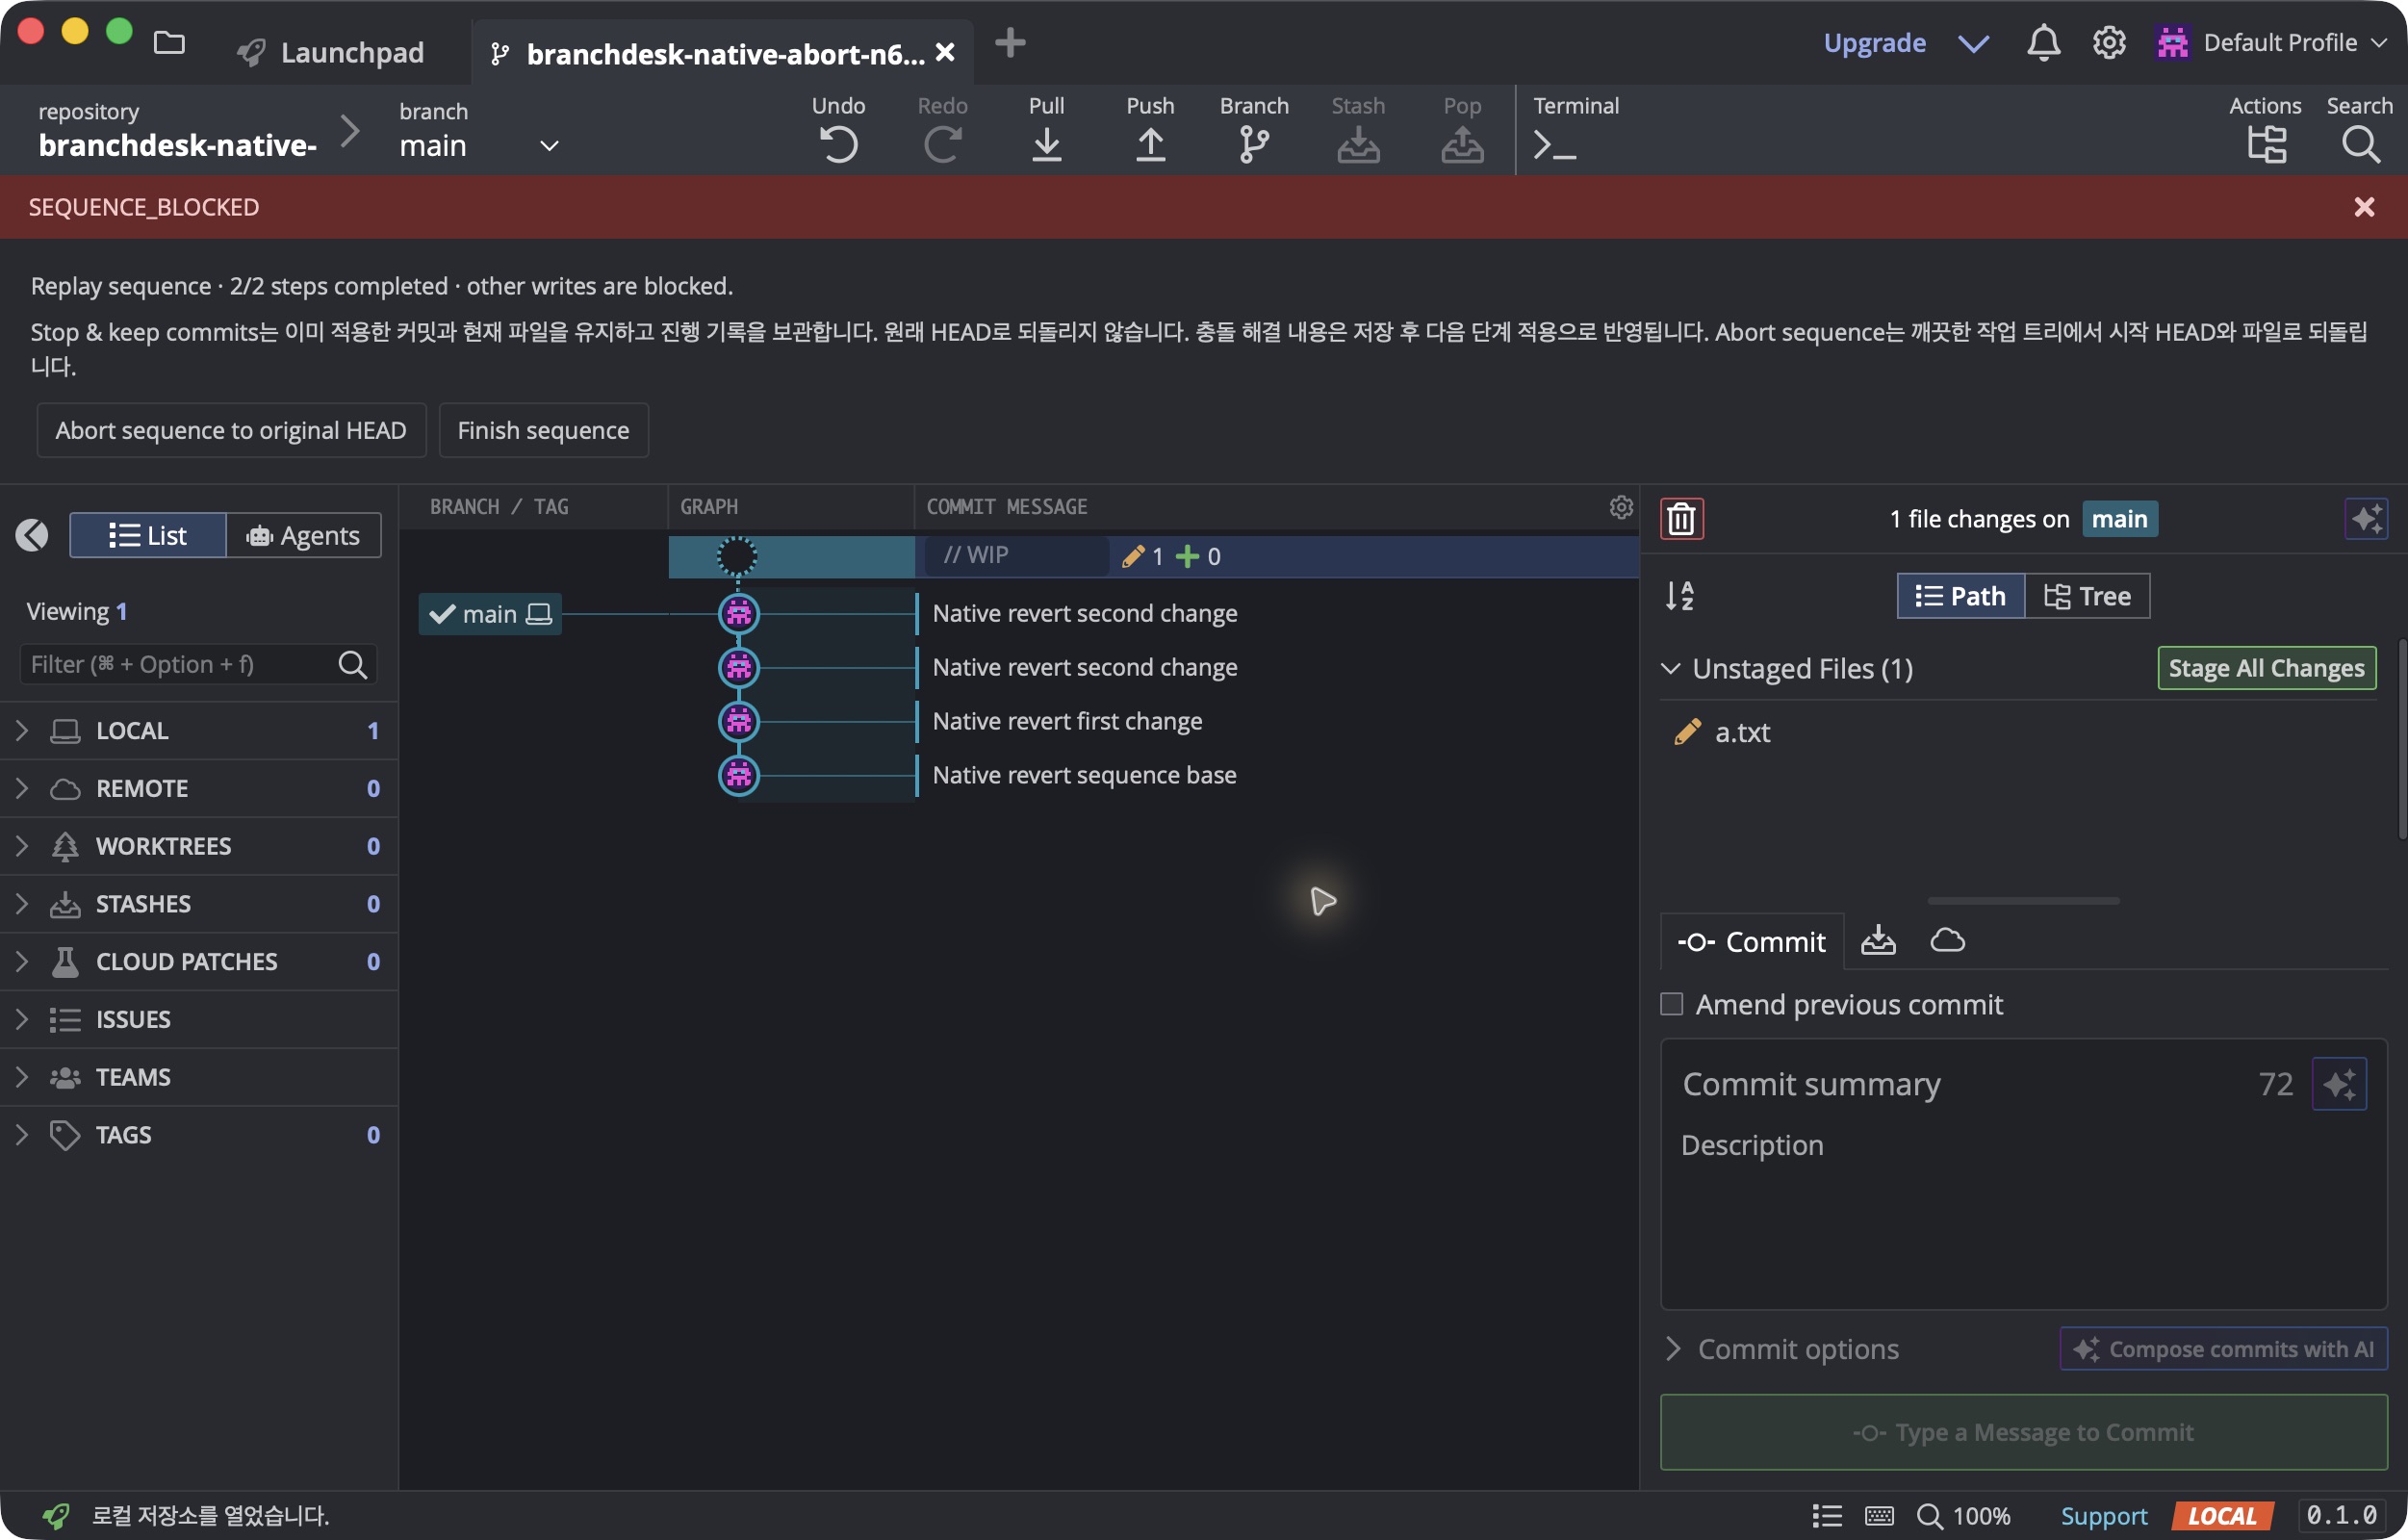 Launchpad
branchdesk-native-abort-n6...
Upgrade
Default Profile
repository
branchdesk-native-
branch
main
Undo
Redo
Pull
Push
Branch
Stash
Pop
Terminal
Actions
Search
SEQUENCE_BLOCKED
Replay sequence · 2/2 steps completed · other writes are blocked.
Stop & keep commits는 이미 적용한 커밋과 현재 파일을 유지하고 진행 기록을 보관합니다. 원래 HEAD로 되돌리지 않습니다. 충돌 해결 내용은 저장 후 다음 단계 적용으로 반영됩니다. Abort sequence는 깨끗한 작업 트리에서 시작 HEAD와 파일로 되돌립
니다.
Abort sequence to original HEAD
Finish sequence
List
Agents
Viewing 1
Filter (⌘ + Option + f)
LOCAL 1
REMOTE 0
WORKTREES 0
STASHES 0
CLOUD PATCHES 0
ISSUES
TEAMS
TAGS 0
BRANCH / TAG
GRAPH
COMMIT MESSAGE
// WIP
1
0
main
Native revert second change
Native revert second change
Native revert first change
Native revert sequence base
1 file changes on main
Path
Tree
Unstaged Files (1)
Stage All Changes
a.txt
Commit
Amend previous commit
Commit summary
72
Description
Commit options
Compose commits with AI
Type a Message to Commit
로컬 저장소를 열었습니다.
100%
Support
LOCAL
0.1.0